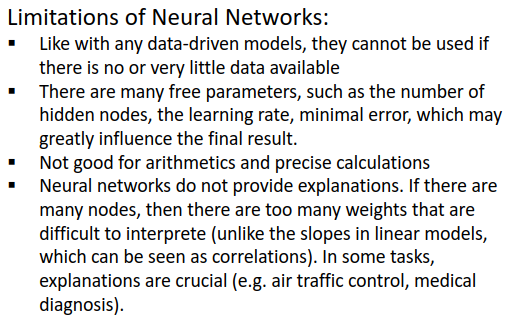 Limitations of Neural Networks:
▪ Like with any data-driven models, they cannot be used if
there is no or very little data available
▪ There are many free parameters, such as the number of
hidden nodes, the learning rate, minimal error, which may
greatly influence the final result.
▪ Not good for arithmetics and precise calculations
▪ Neural networks do not provide explanations. If there are
many nodes, then there are too many weights that are
difficult to interprete (unlike the slopes in linear models,
which can be seen as correlations). In some tasks,
explanations are crucial (e.g. air traffic control, medical
diagnosis).